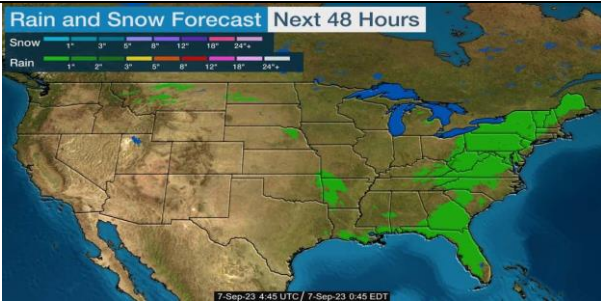 Rain and Snow Forecast Next 48 Hours
Snow
1" 3" 5" 8" 12" 18" 24"+
Rain
1" 2" 3" 5" 8" 12" 18" 24"+
7-Sep-23 4:45 UTC / 7-Sep-23 0:45 EDT